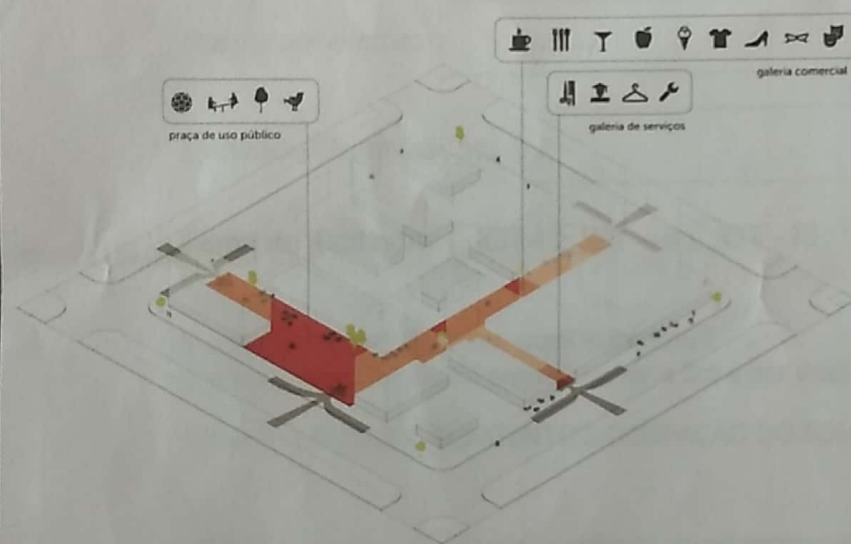 galeria comercial
praça de uso público
galeria de serviços